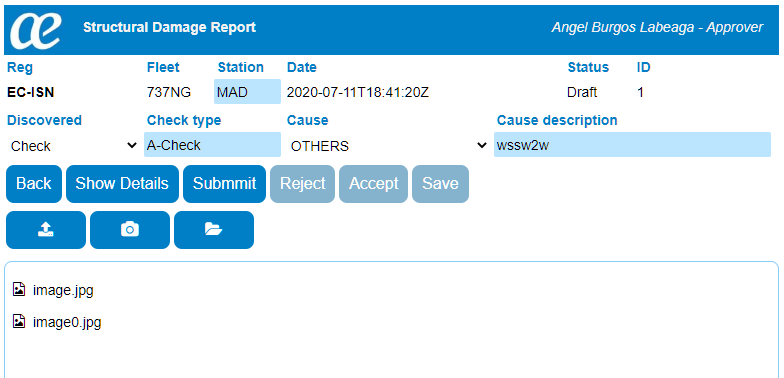 æ Structural Damage Report Angel Burgos Labeaga - Approver
Reg Fleet Station Date Status ID
EC-ISN 737NG MAD 2020-07-11T18:41:20Z Draft 1
Discovered Check type Cause Cause description
Check A-Check OTHERS wssw2w
Back Show Details Submmit Reject Accept Save
image.jpg
image0.jpg